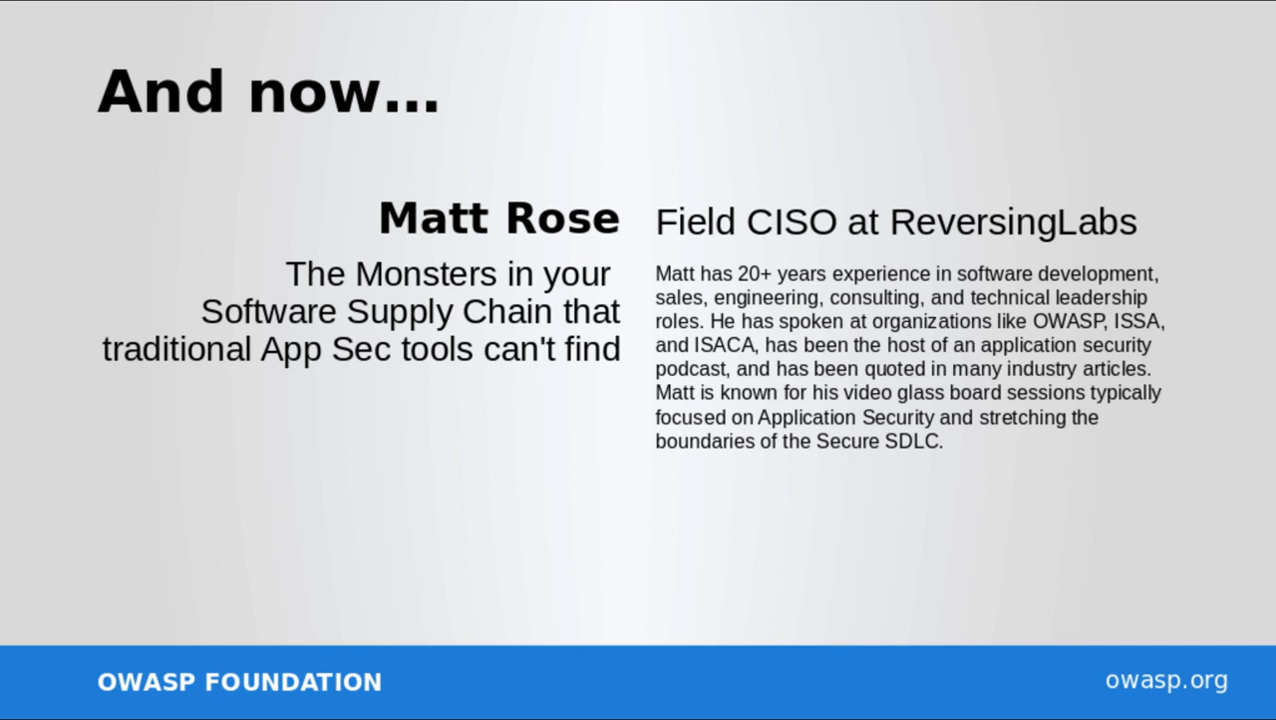 And now...
Matt Rose
The Monsters in your
Software Supply Chain that
traditional App Sec tools can't find
Field CISO at ReversingLabs
Matt has 20+ years experience in software development,
sales, engineering, consulting, and technical leadership
roles. He has spoken at organizations like OWASP, ISSA,
and ISACA, has been the host of an application security
podcast, and has been quoted in many industry articles.
Matt is known for his video glass board sessions typically
focused on Application Security and stretching the
boundaries of the Secure SDLC.
OWASP FOUNDATION
owasp.org